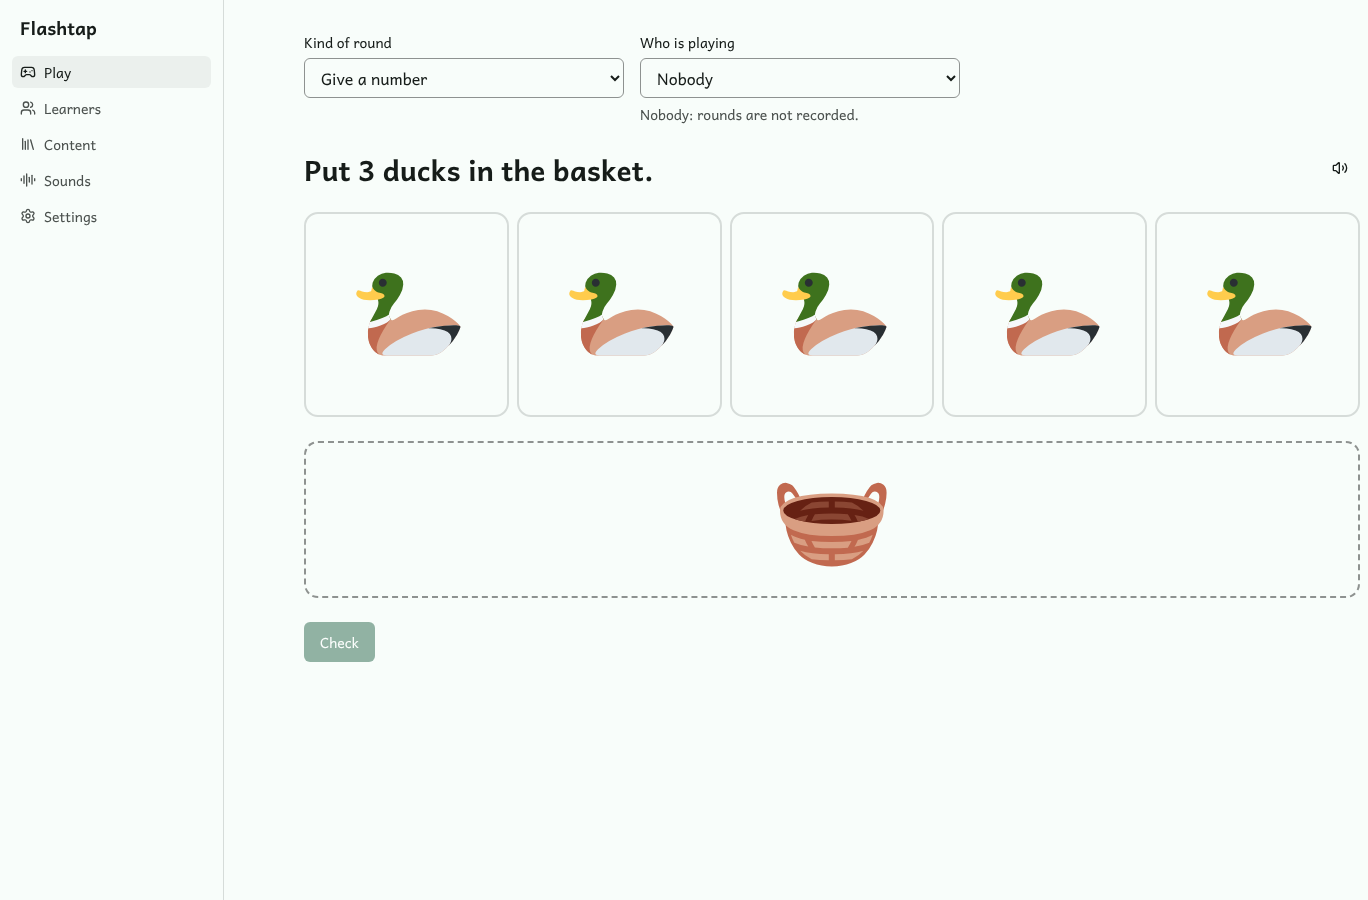 Flashtap
Play
Learners
Content
Sounds
Settings
Kind of round
Give a number
Who is playing
Nobody
Nobody: rounds are not recorded.
Put 3 ducks in the basket.
Check